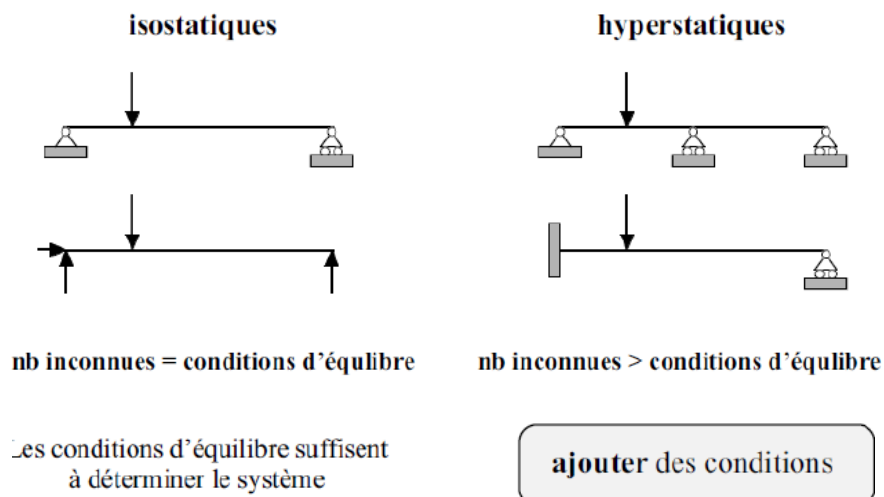 isostatiques
hyperstatiques
nb inconnues = conditions d'équlibre
nb inconnues > conditions d'équlibre
Les conditions d'équilibre suffisent
à déterminer le système
ajouter des conditions